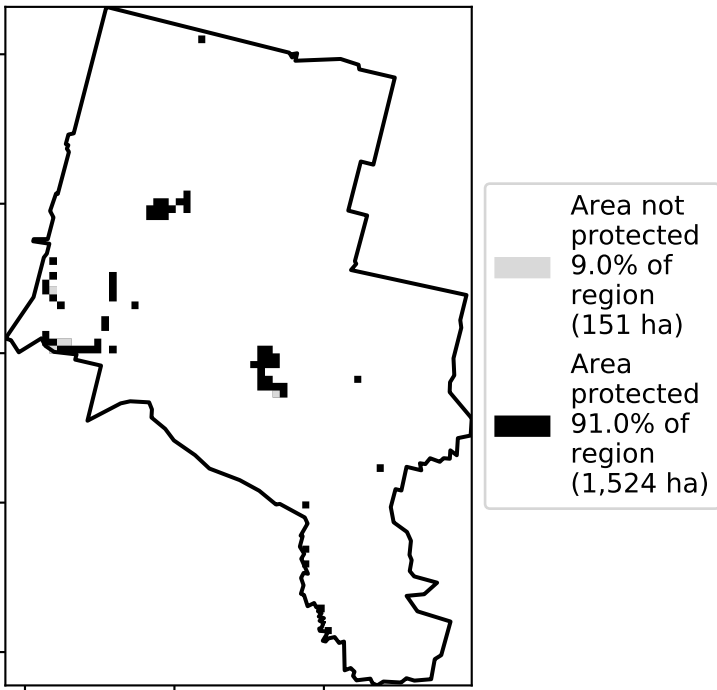 Area not
protected
9.0% of
region
(151 ha)
Area
protected
91.0% of
region
(1,524 ha)